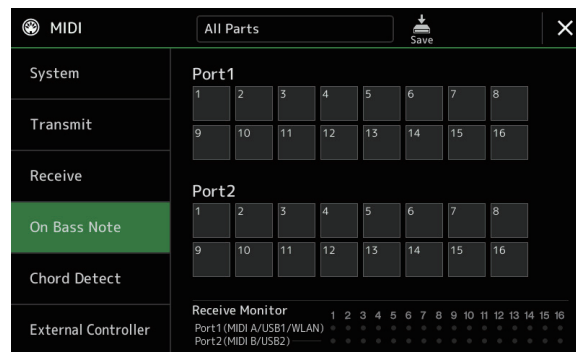 MIDI
All Parts
Save
System
Transmit
Receive
On Bass Note
Chord Detect
External Controller
Port1
1 2 3 4 5 6 7 8
9 10 11 12 13 14 15 16
Port2
1 2 3 4 5 6 7 8
9 10 11 12 13 14 15 16
Receive Monitor 1 2 3 4 5 6 7 8 9 10 11 12 13 14 15 16
Port1(MIDI A/USB1/WLAN)
Port2(MIDI B/USB2)